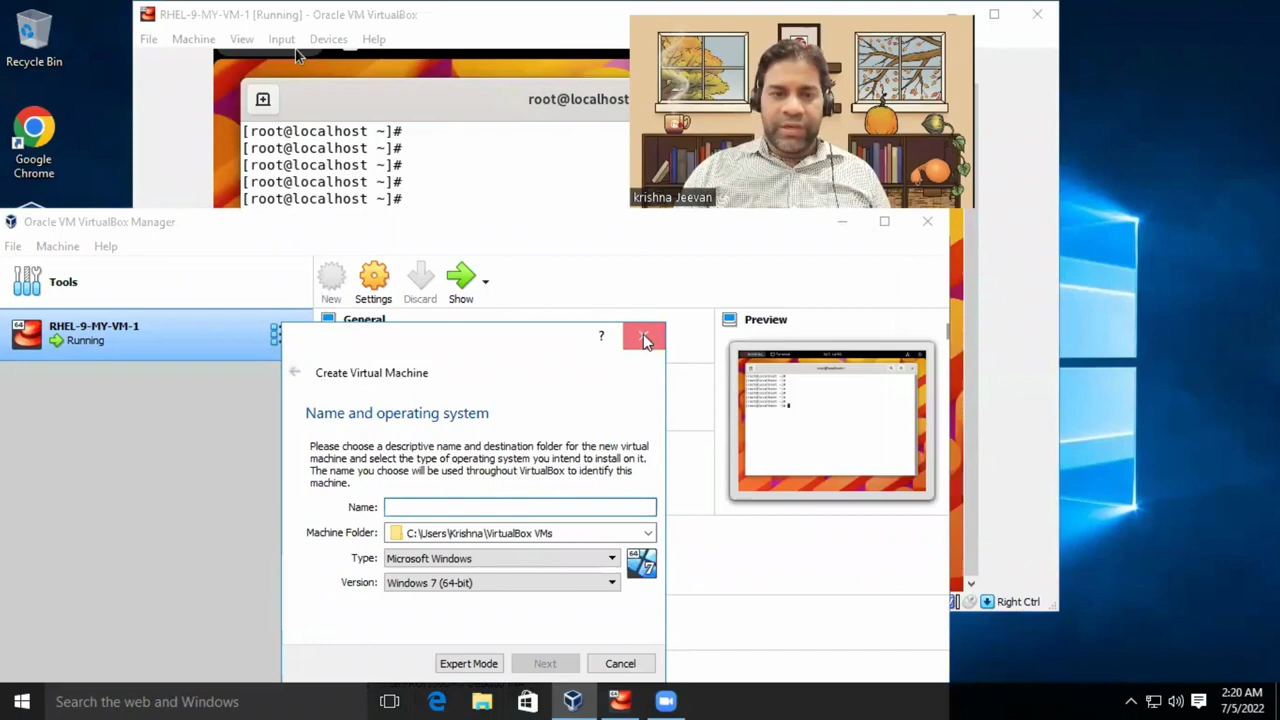 Recycle Bin
Google
Chrome
RHEL-9-MY-VM-1 [Running] - Oracle VM VirtualBox
File Machine View Input Devices Help
root@localhost
[root@localhost ~]#
[root@localhost ~]#
[root@localhost ~]#
[root@localhost ~]#
[root@localhost ~]#
krishna Jeevan
Oracle VM VirtualBox Manager
File Machine Help
Tools
New Settings Discard Show
RHEL-9-MY-VM-1
Running
64
General
Preview
?
Create Virtual Machine
Name and operating system
Please choose a descriptive name and destination folder for the new virtual
machine and select the type of operating system you intend to install on it.
The name you choose will be used throughout VirtualBox to identify this
machine.
Name:
Machine Folder: C:\Users\Krishna\VirtualBox VMs
Type: Microsoft Windows
64
7
Version: Windows 7 (64-bit)
Expert Mode Next Cancel
Right Ctrl
Search the web and Windows
2:20 AM
7/5/2022